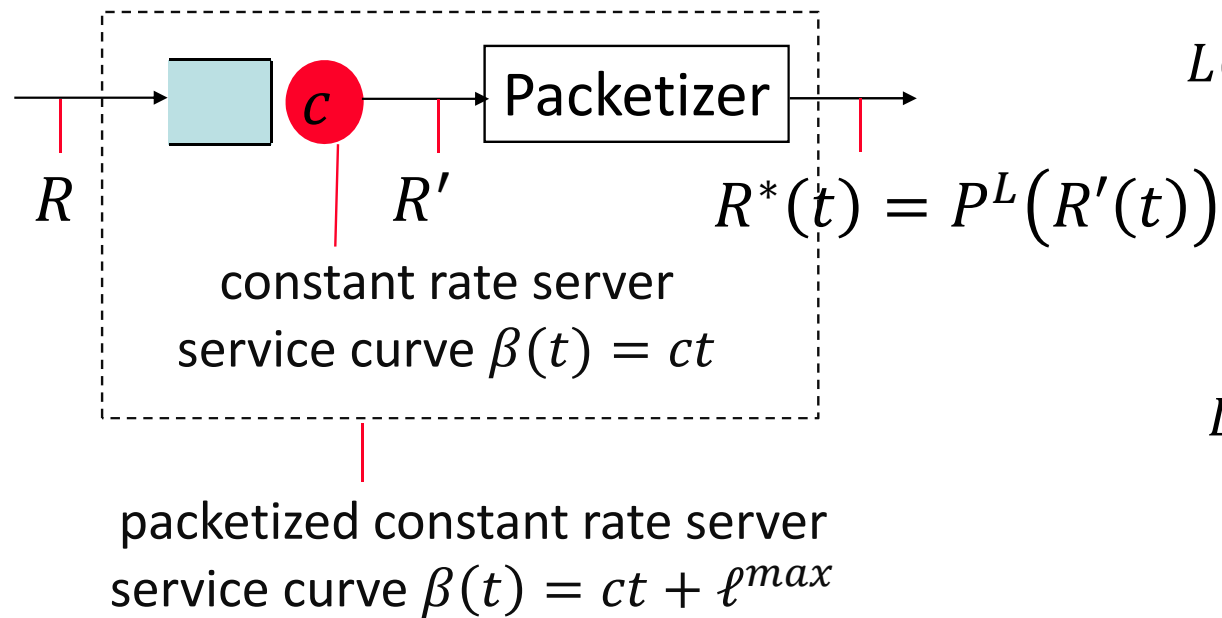 L(
c
Packetizer
R
R′
R*(t) = P^L(R′(t))
constant rate server
service curve β(t) = ct
packetized constant rate server
service curve β(t) = ct + ℓ^max